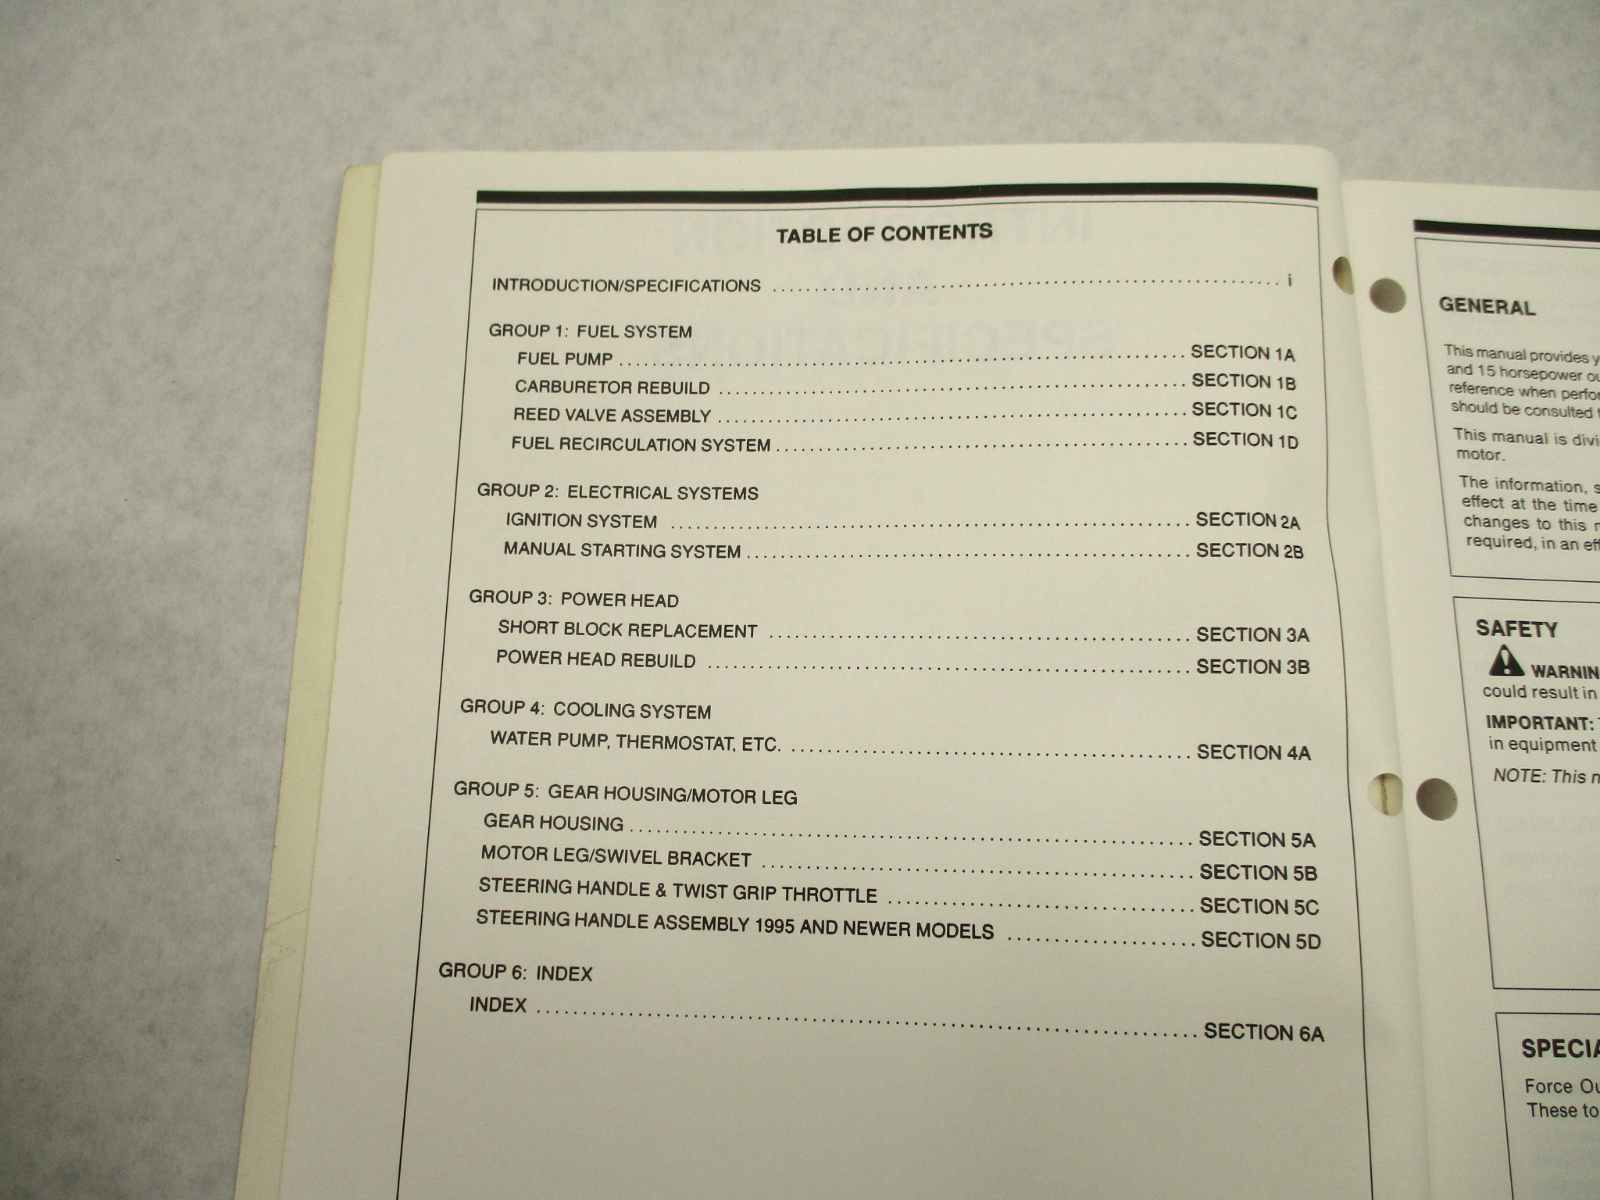 TABLE OF CONTENTS
INTRODUCTION/SPECIFICATIONS ........ i
GROUP 1: FUEL SYSTEM
FUEL PUMP ........ SECTION 1A
CARBURETOR REBUILD ........ SECTION 1B
REED VALVE ASSEMBLY ........ SECTION 1C
FUEL RECIRCULATION SYSTEM ........ SECTION 1D
GROUP 2: ELECTRICAL SYSTEMS
IGNITION SYSTEM ........ SECTION 2A
MANUAL STARTING SYSTEM ........ SECTION 2B
GROUP 3: POWER HEAD
SHORT BLOCK REPLACEMENT ........ SECTION 3A
POWER HEAD REBUILD ........ SECTION 3B
GROUP 4: COOLING SYSTEM
WATER PUMP, THERMOSTAT, ETC. ........ SECTION 4A
GROUP 5: GEAR HOUSING/MOTOR LEG
GEAR HOUSING ........ SECTION 5A
MOTOR LEG/SWIVEL BRACKET ........ SECTION 5B
STEERING HANDLE & TWIST GRIP THROTTLE ........ SECTION 5C
STEERING HANDLE ASSEMBLY 1995 AND NEWER MODELS ........ SECTION 5D
GROUP 6: INDEX
INDEX ........ SECTION 6A
GENERAL
This manual provides
and 15 horsepower
reference when
should be consulted
This manual is
motor.
The information,
effect at the time
changes to this
required, in an
SAFETY
could result in
IMPORTANT:
in equipment
NOTE: This
Force
These